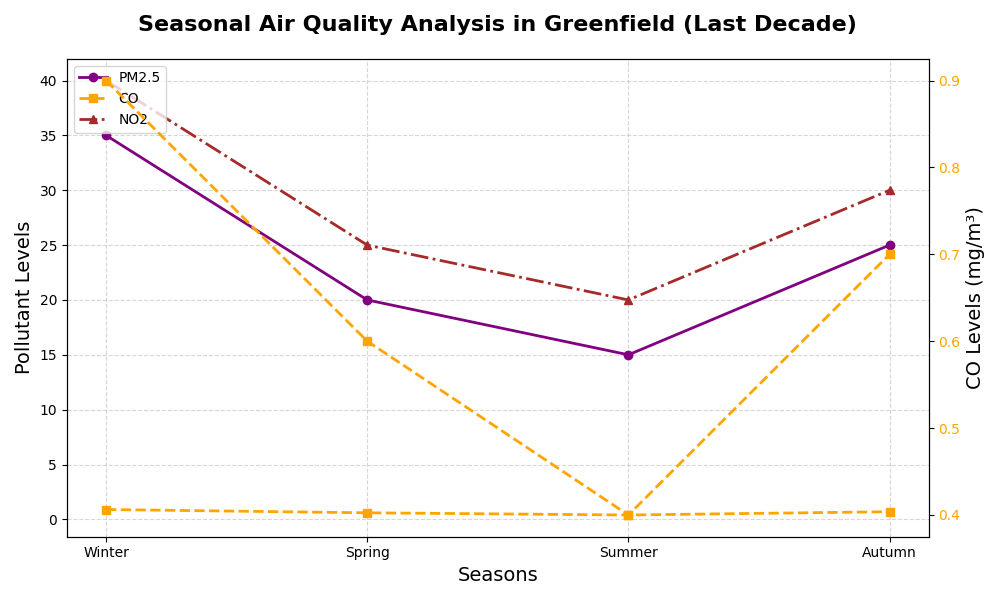 Seasonal Air Quality Analysis in Greenfield (Last Decade)
PM2.5
CO
NO2
Pollutant Levels
40
35
30
25
20
15
10
5
0
0.9
0.8
0.7
0.6
0.5
0.4
CO Levels (mg/m³)
Winter
Spring
Summer
Autumn
Seasons